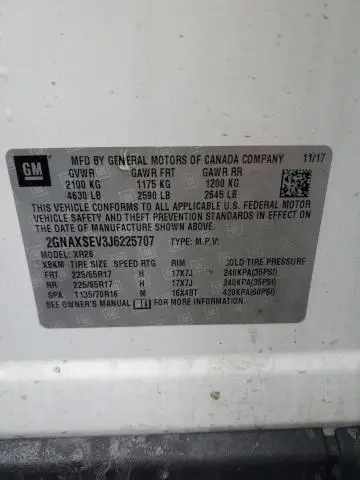 GM
MFD BY GENERAL MOTORS OF CANADA COMPANY 11/17
GVWR GAWR FRT GAWR RR
2100 KG 1175 KG 1200 KG
4630 LB 2590 LB 2645 LB
THIS VEHICLE CONFORMS TO ALL APPLICABLE U.S. FEDERAL MOTOR
VEHICLE SAFETY, BUMPER, AND THEFT PREVENTION STANDARDS
IN EFFECT ON THE DATE OF MANUFACTURE SHOWN ABOVE.
2GNAXSEV3J6225707 TYPE: M.P.V.
MODEL: XR26
XBKM TIRE SIZE SPEED RTG RIM COLD TIRE PRESSURE
FRT 225/65R17 H 17X7J 240KPA(35PSI)
RR 225/65R17 H 17X7J 240KPA(35PSI)
SPA T135/70R16 M 16X4BT 420KPA(60PSI)
SEE OWNER'S MANUAL FOR MORE INFORMATION.